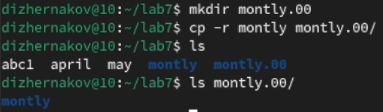 dizhernakov@10:~/lab7$ mkdir montly.00
dizhernakov@10:~/lab7$ cp -r montly montly.00/
dizhernakov@10:~/lab7$ ls
abc1 april may montly montly.00
dizhernakov@10:~/lab7$ ls montly.00/
montly